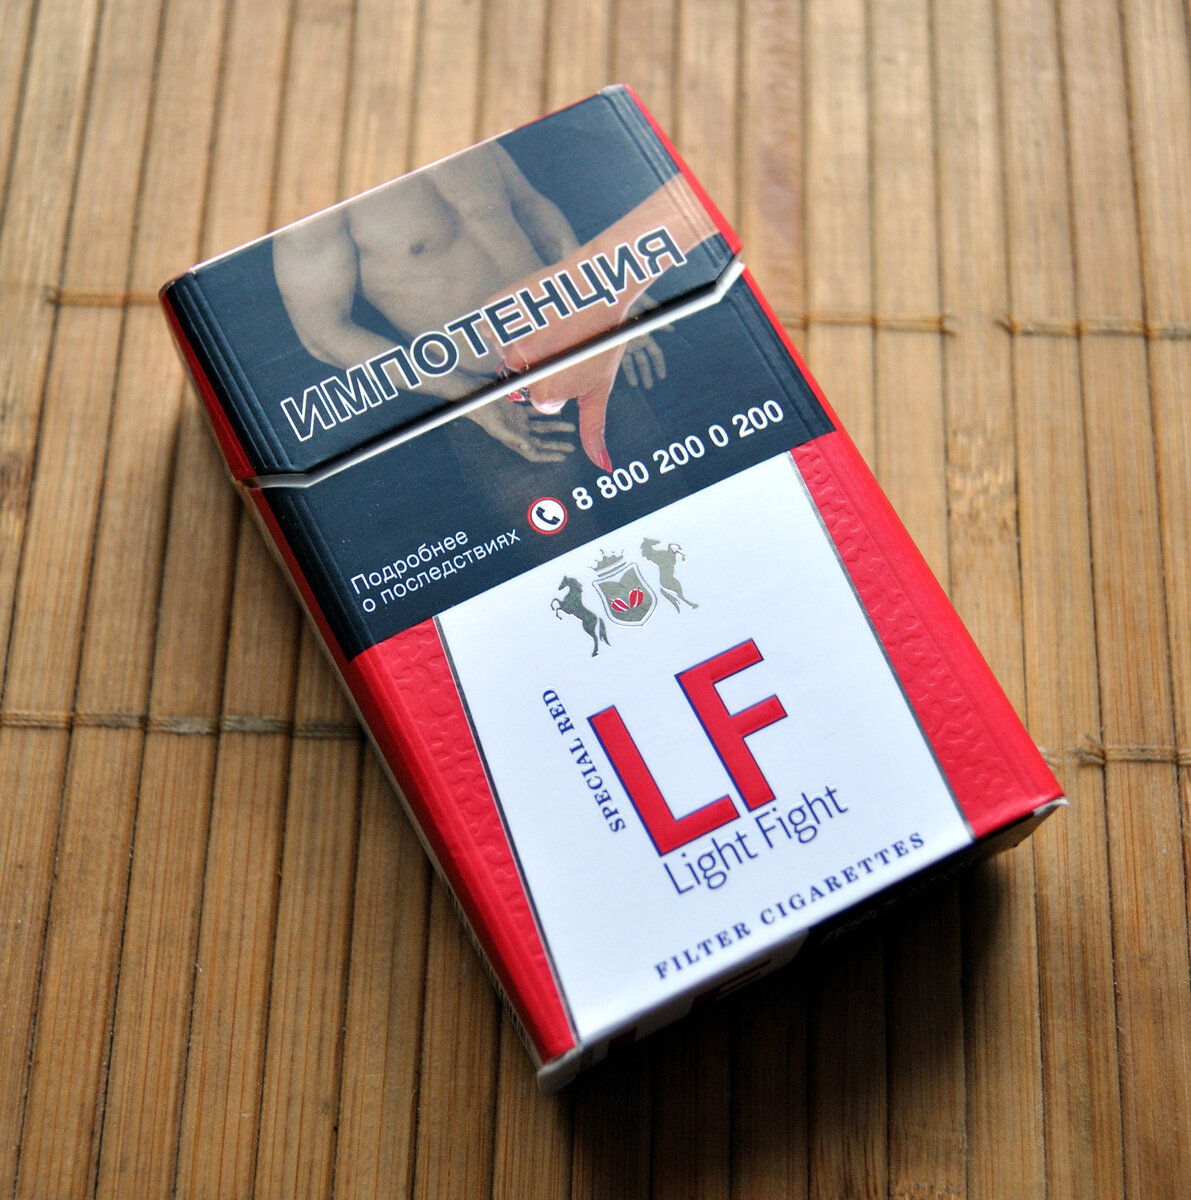 ИМПОТЕНЦИЯ
Подробнее
о последствиях
8 800 200 0 200
SPECIAL RED
LF
Light Fight
FILTER CIGARETTES